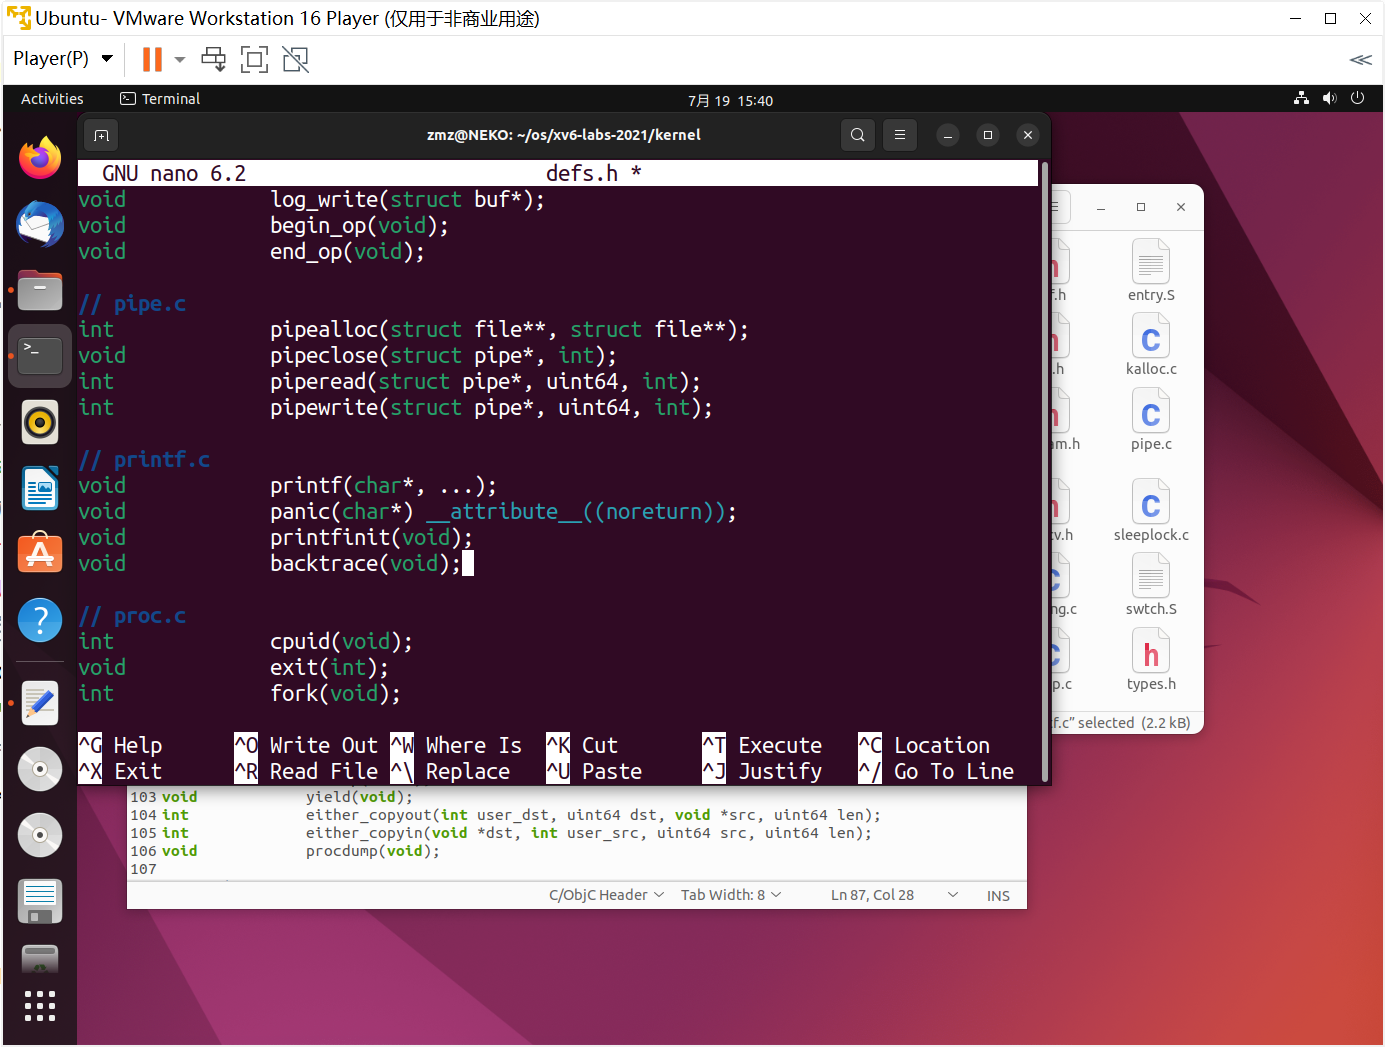 Ubuntu- VMware Workstation 16 Player (仅用于非商业用途)
Player(P)
Activities
Terminal
7月 19 15:40
zmz@NEKO: ~/os/xv6-labs-2021/kernel
GNU nano 6.2 defs.h *
void log_write(struct buf*);
void begin_op(void);
void end_op(void);
// pipe.c
int pipealloc(struct file**, struct file**);
void pipeclose(struct pipe*, int);
int piperead(struct pipe*, uint64, int);
int pipewrite(struct pipe*, uint64, int);
// printf.c
void printf(char*, ...);
void panic(char*) __attribute__((noreturn));
void printfinit(void);
void backtrace(void);
// proc.c
int cpuid(void);
void exit(int);
int fork(void);
^G Help ^O Write Out ^W Where Is ^K Cut ^T Execute ^C Location
^X Exit ^R Read File ^\ Replace ^U Paste ^J Justify ^/ Go To Line
f.h entry.S
.h kalloc.c
am.h pipe.c
cv.h sleeplock.c
ng.c swtch.S
p.c types.h
f.c" selected (2.2 kB)
103 void yield(void);
104 int either_copyout(int user_dst, uint64 dst, void *src, uint64 len);
105 int either_copyin(void *dst, int user_src, uint64 src, uint64 len);
106 void procdump(void);
107
C/ObjC Header Tab Width: 8 Ln 87, Col 28 INS